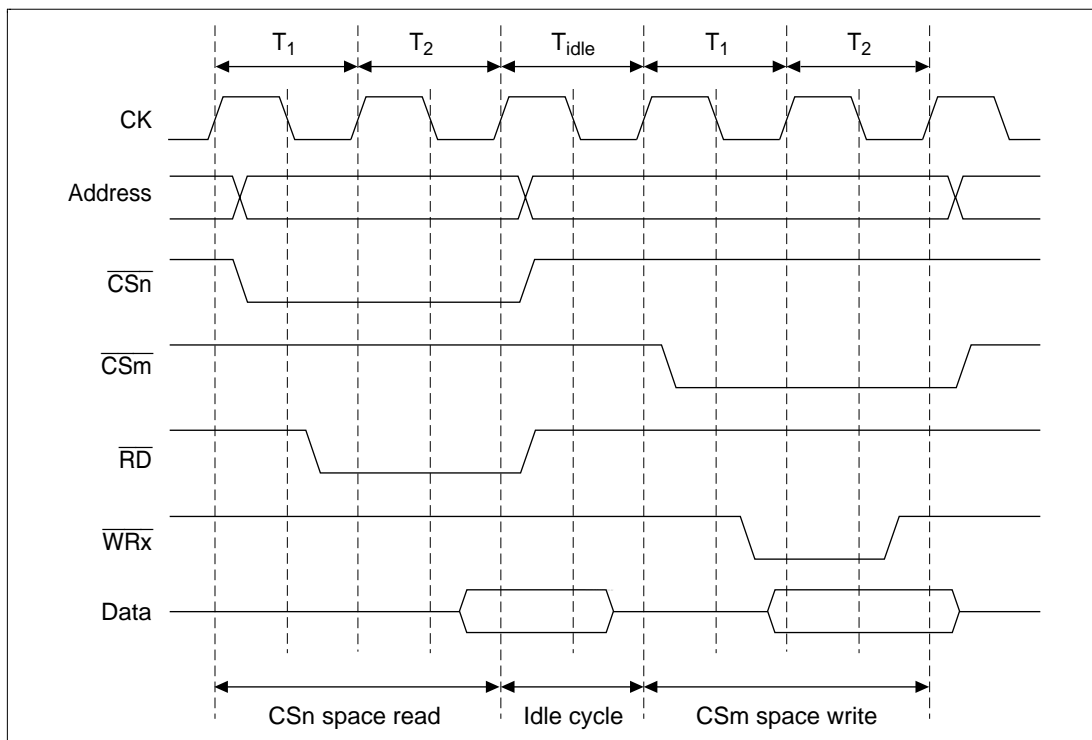 T1 T2 Tidle T1 T2
CK
Address
CSn
CSm
RD
WRx
Data
CSn space read Idle cycle CSm space write